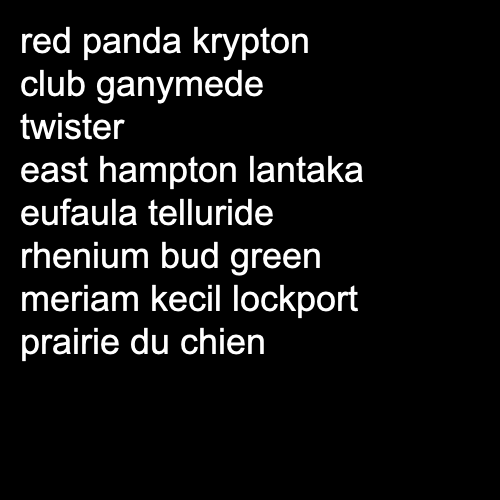 red panda krypton
club ganymede
twister
east hampton lantaka
eufaula telluride
rhenium bud green
meriam kecil lockport
prairie du chien